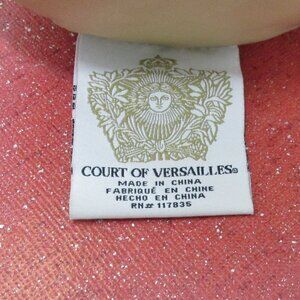 COURT OF VERSAILLES®
MADE IN CHINA
FABRIQUÉ EN CHINE
HECHO EN CHINA
RN# 117835